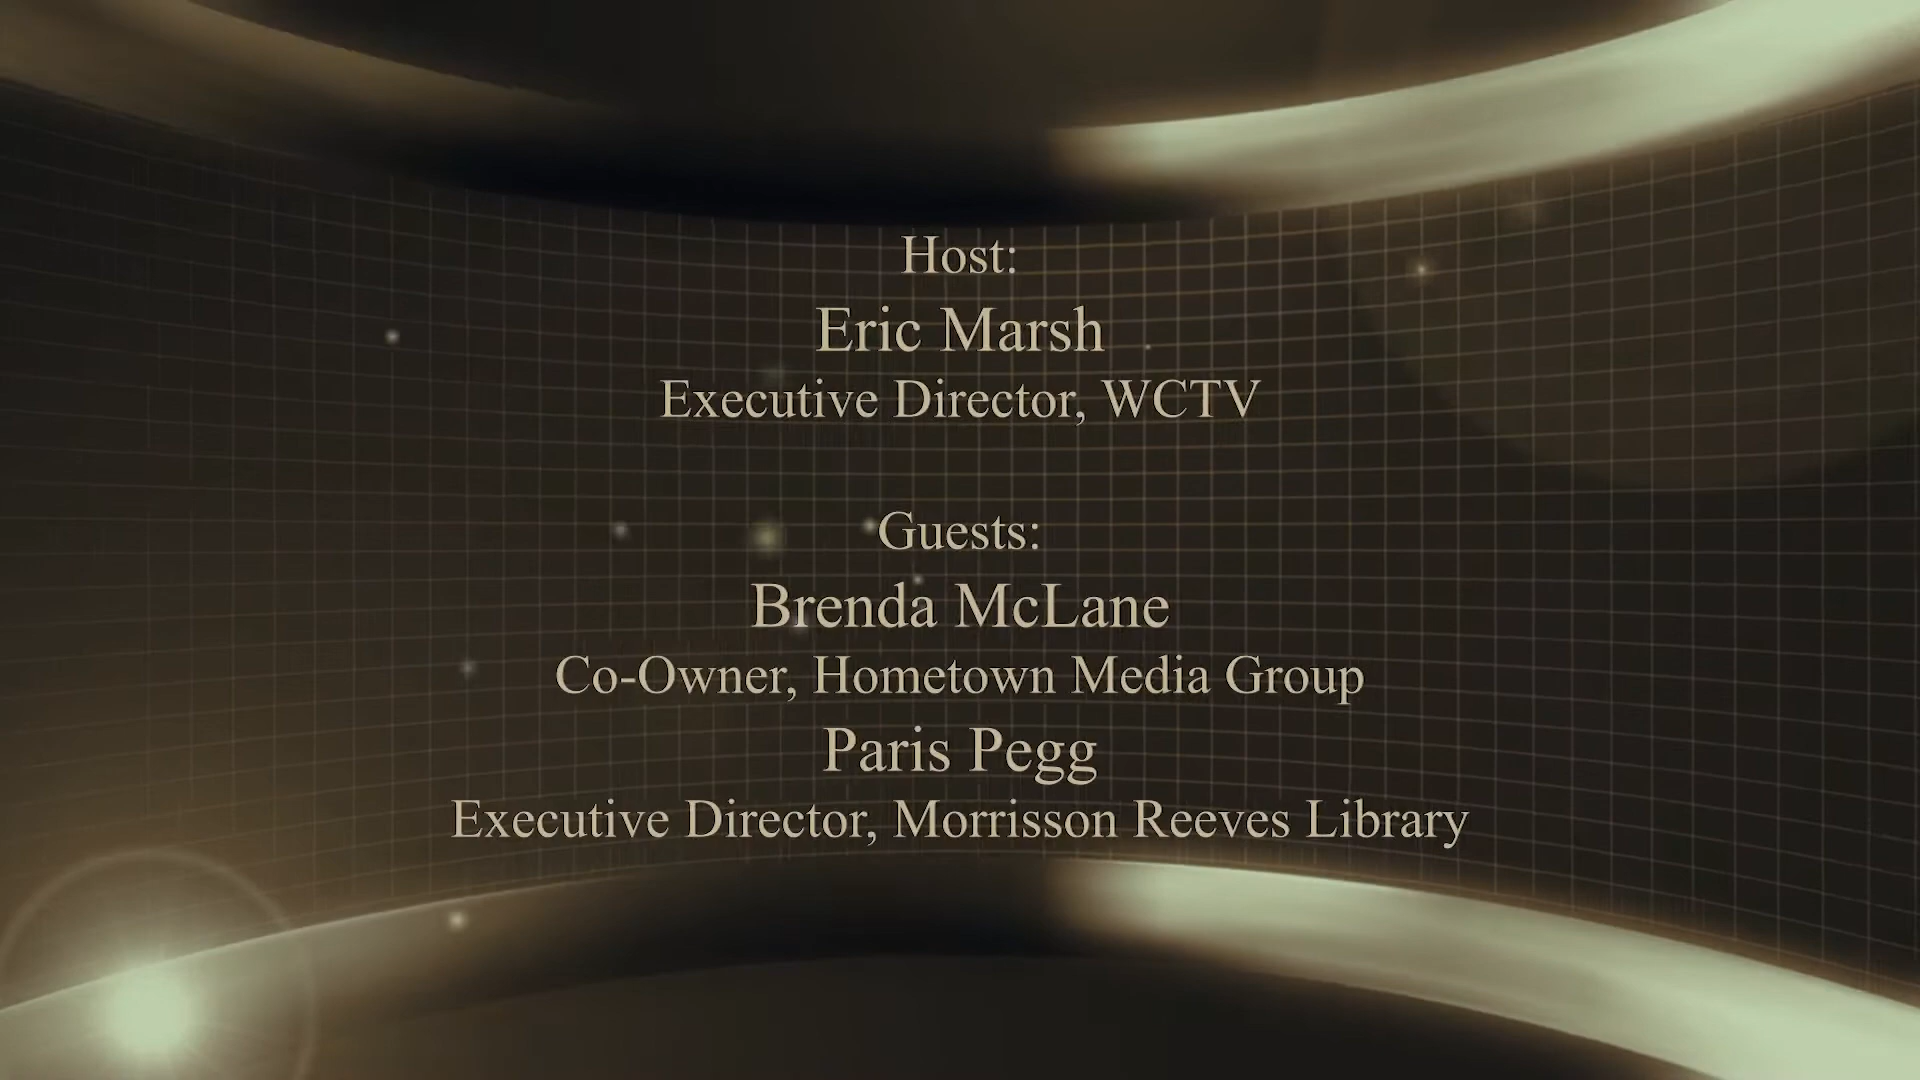 Host:
Eric Marsh
Executive Director, WCTV
Guests:
Brenda McLane
Co-Owner, Hometown Media Group
Paris Pegg
Executive Director, Morrisson Reeves Library